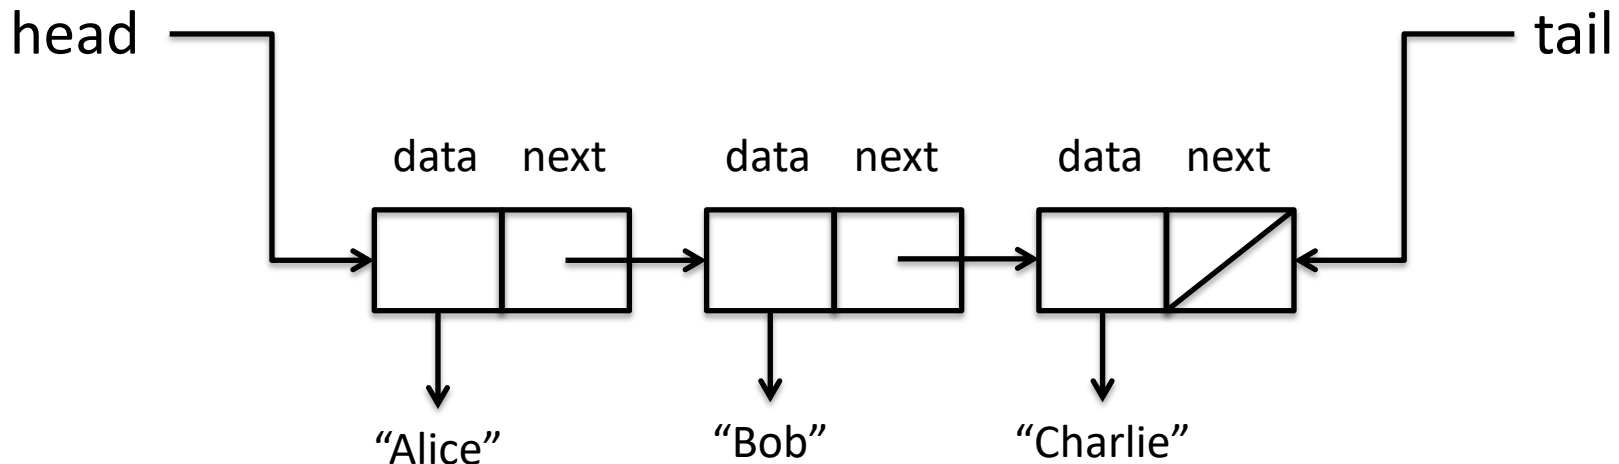 head tail
data next data next data next
“Alice” “Bob” “Charlie”